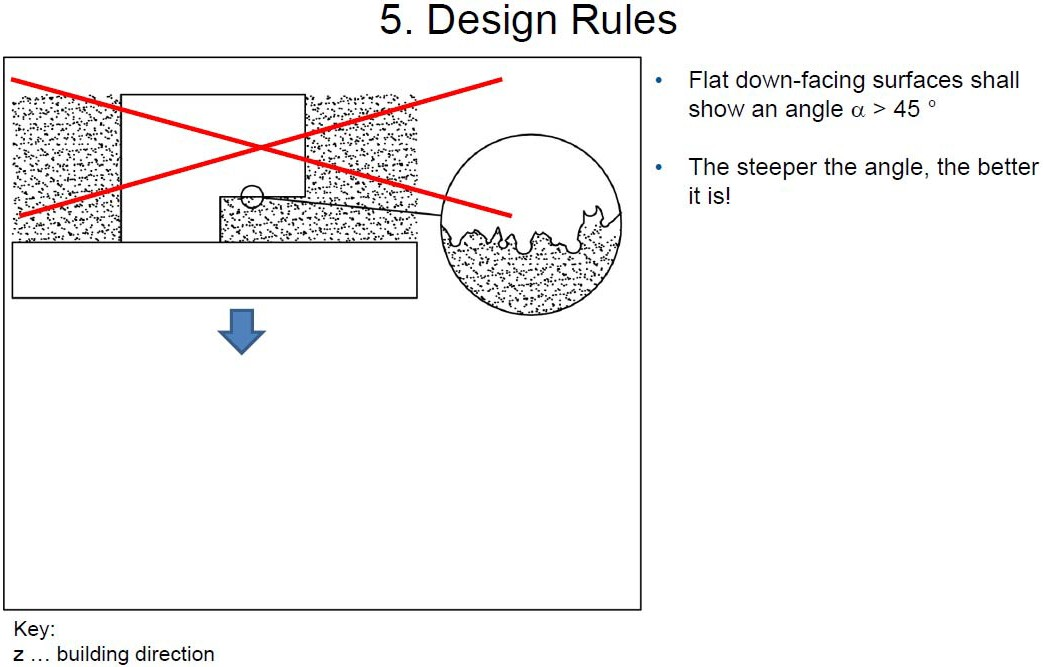 5. Design Rules
• Flat down-facing surfaces shall
show an angle α > 45 °
• The steeper the angle, the better
it is!
Key:
z … building direction